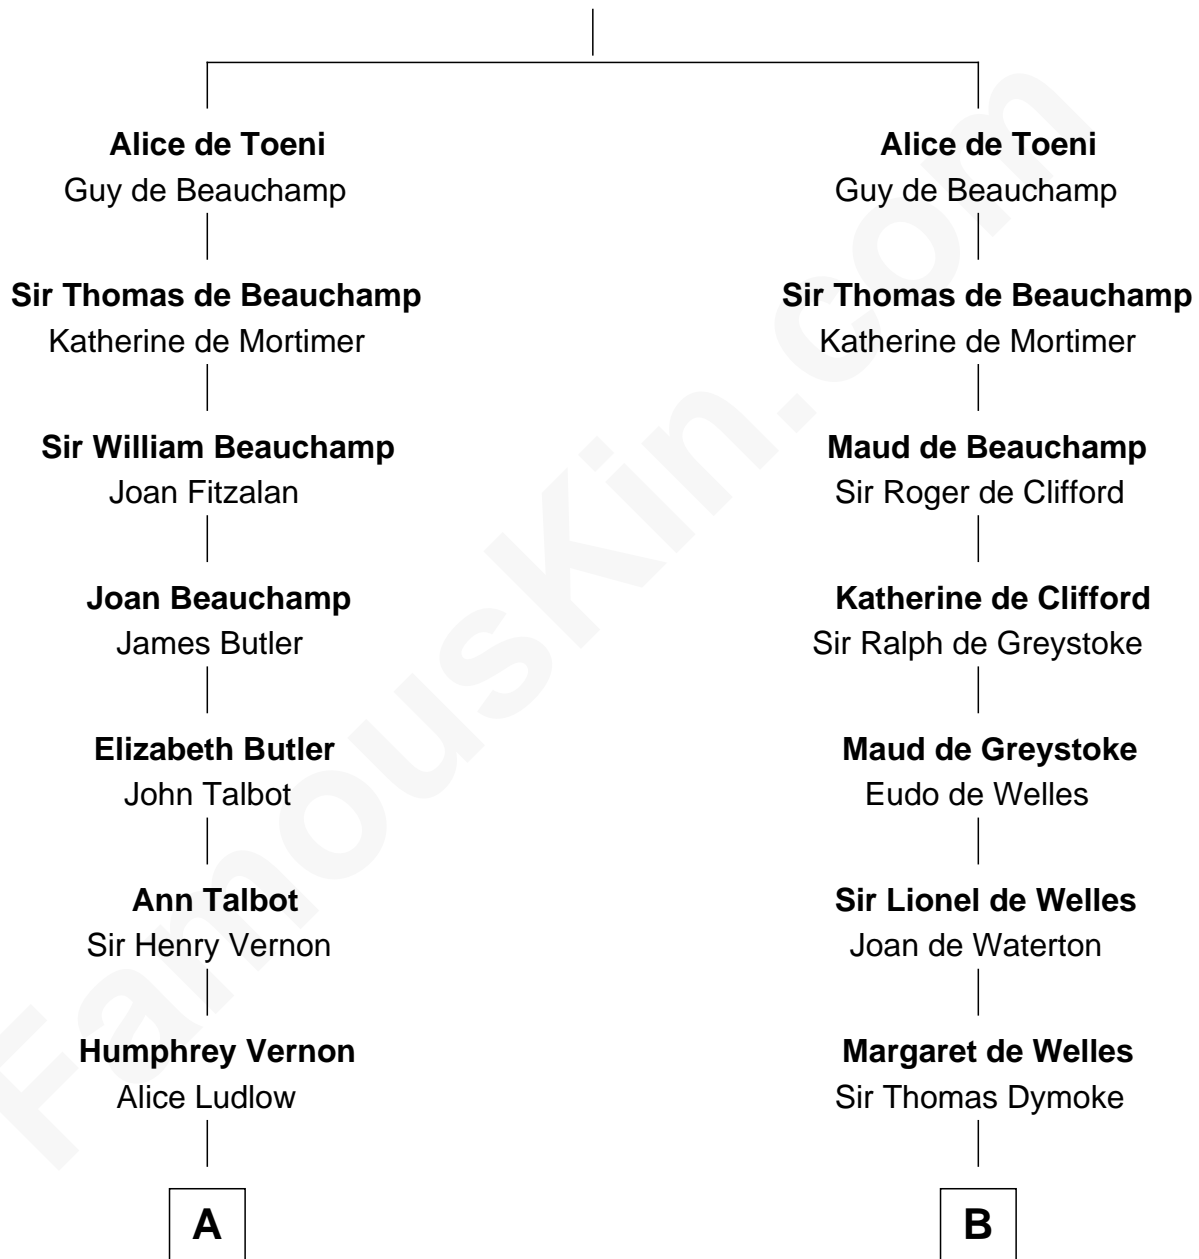 Alice de Toeni
Guy de Beauchamp
Sir Thomas de Beauchamp
Katherine de Mortimer
Sir William Beauchamp
Joan Fitzalan
Joan Beauchamp
James Butler
Elizabeth Butler
John Talbot
Ann Talbot
Sir Henry Vernon
Humphrey Vernon
Alice Ludlow
A
Alice de Toeni
Guy de Beauchamp
Sir Thomas de Beauchamp
Katherine de Mortimer
Maud de Beauchamp
Sir Roger de Clifford
Katherine de Clifford
Sir Ralph de Greystoke
Maud de Greystoke
Eudo de Welles
Sir Lionel de Welles
Joan de Waterton
Margaret de Welles
Sir Thomas Dymoke
B
FamousKin.com